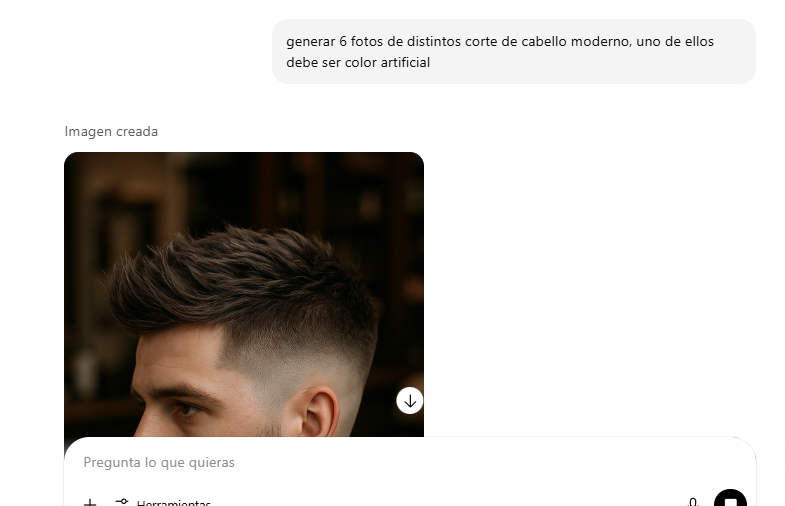 generar 6 fotos de distintos corte de cabello moderno, uno de ellos
debe ser color artificial
Imagen creada
Pregunta lo que quieras
Herramientas